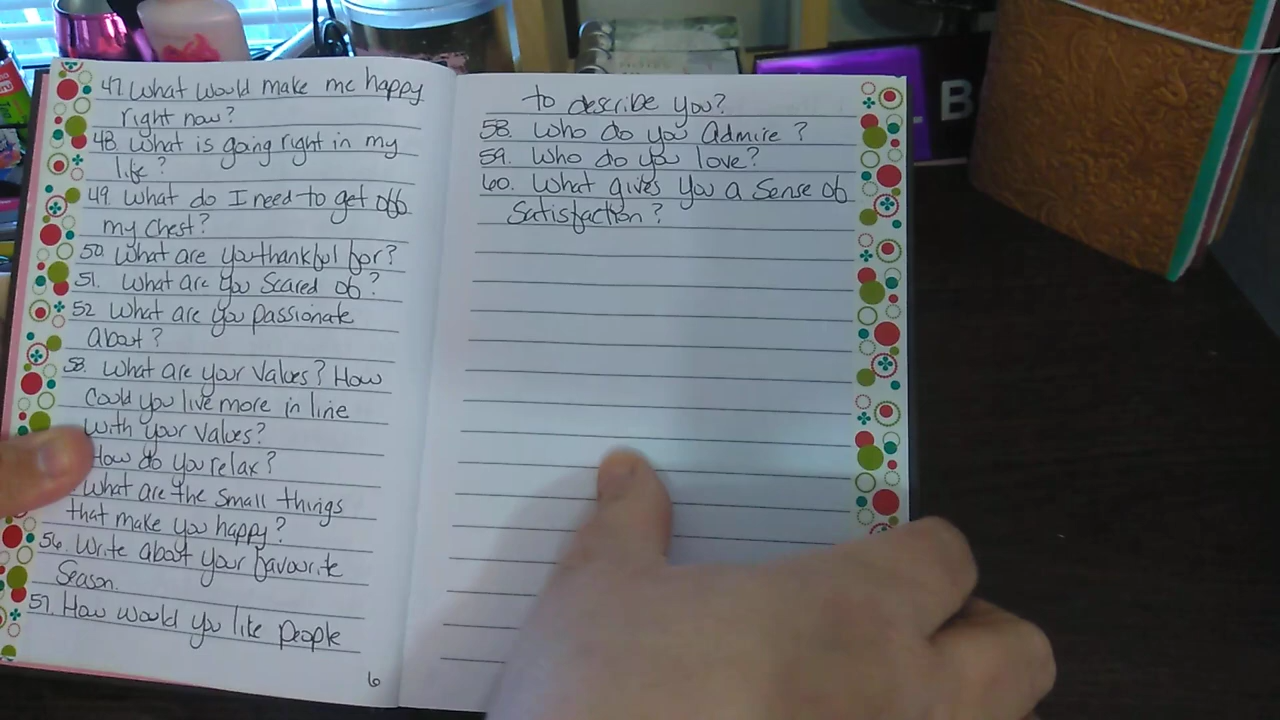 47. What would make me happy
right now?
48. What is going right in my
life?
49. What do I need to get off
my chest?
50. What are you thankful for?
51. What are you scared of?
52 What are you passionate
about?
53. What are your values? How
could you live more in line
with your values?
How do you relax?
What are the small things
that make you happy?
56. Write about your favourite
Season.
57. How would you like people
6
to describe you?
58. Who do you Admire?
59. Who do you love?
60. What gives you a sense of
Satisfaction?
B